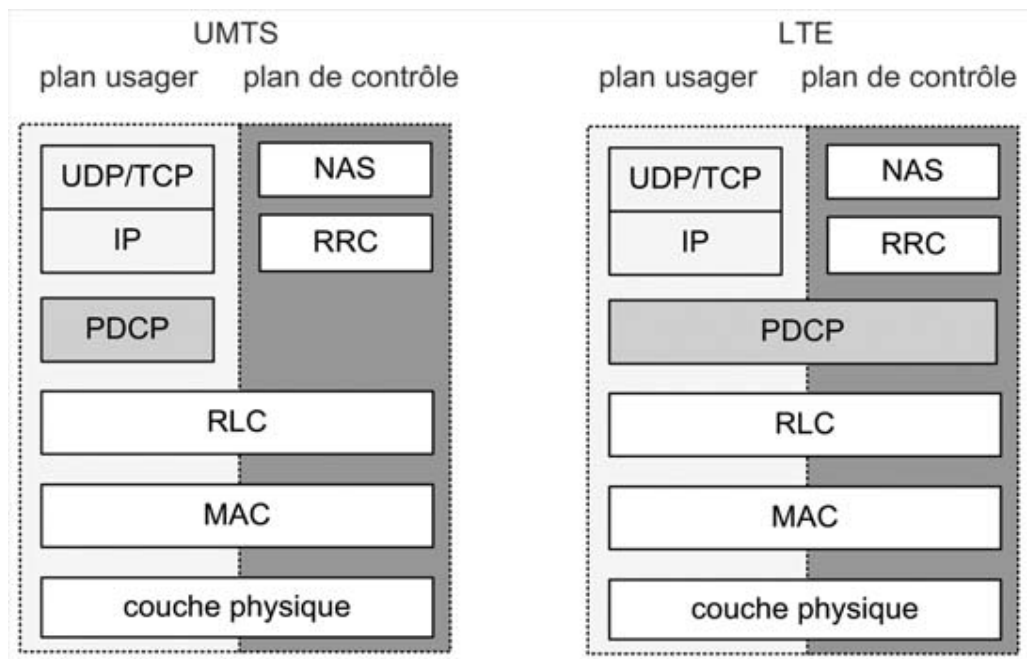 UMTS
plan usager plan de contrôle
UDP/TCP
IP
NAS
RRC
PDCP
RLC
MAC
couche physique
LTE
plan usager plan de contrôle
UDP/TCP
IP
NAS
RRC
PDCP
RLC
MAC
couche physique